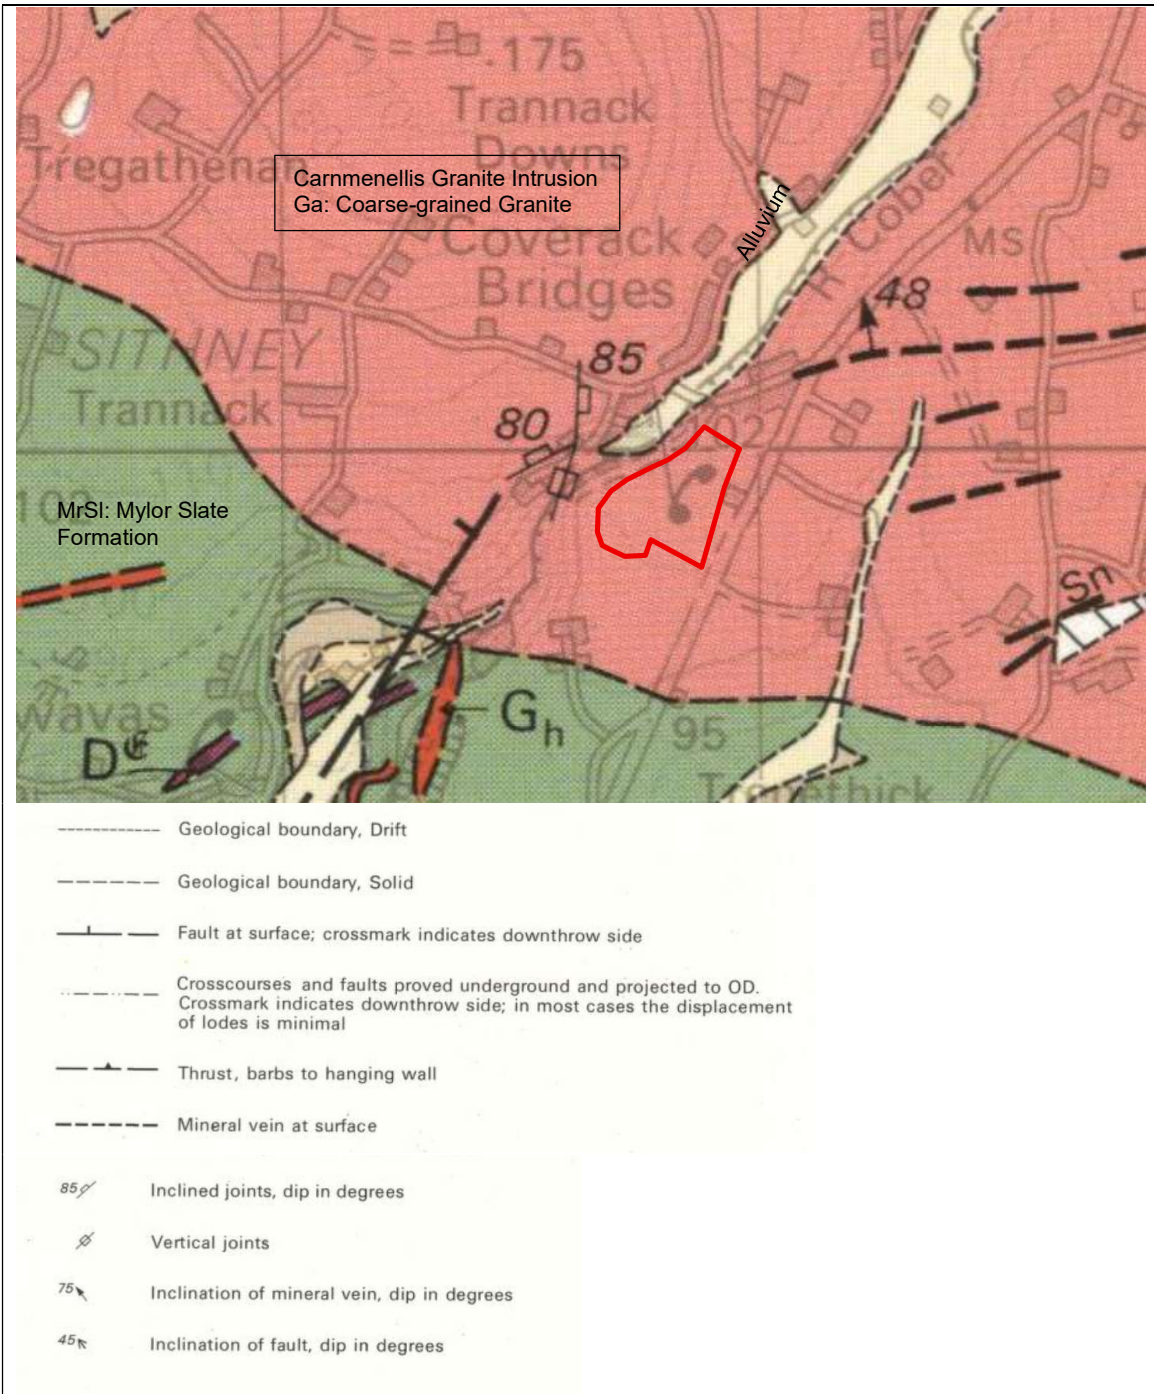 .175
Trannack
Downs
Tregathenan
Carnmenellis Granite Intrusion
Ga: Coarse-grained Granite
Alluvium
R Cober
MS
Coverack
Bridges
48
SITHNEY
Trannack
85
80
102
102
MrSl: Mylor Slate
Formation
Sn
Gh
95
wavas
D
Trenethick
Geological boundary, Drift
Geological boundary, Solid
Fault at surface; crossmark indicates downthrow side
Crosscourses and faults proved underground and projected to OD.
Crossmark indicates downthrow side; in most cases the displacement
of lodes is minimal
Thrust, barbs to hanging wall
Mineral vein at surface
85 Inclined joints, dip in degrees
Vertical joints
75 Inclination of mineral vein, dip in degrees
45 Inclination of fault, dip in degrees